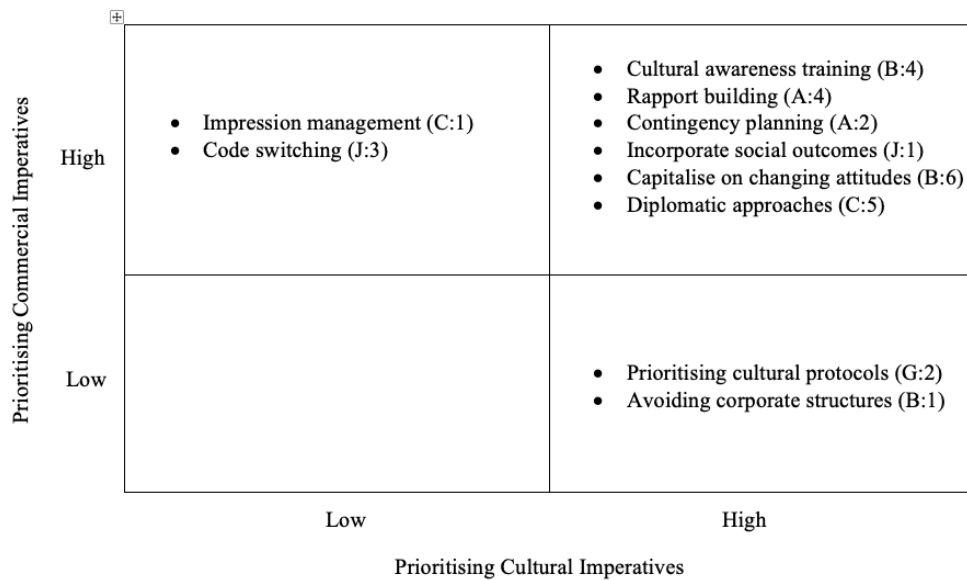 Prioritising Commercial Imperatives
High
• Impression management (C:1)
• Code switching (J:3)
• Cultural awareness training (B:4)
• Rapport building (A:4)
• Contingency planning (A:2)
• Incorporate social outcomes (J:1)
• Capitalise on changing attitudes (B:6)
• Diplomatic approaches (C:5)
Low
• Prioritising cultural protocols (G:2)
• Avoiding corporate structures (B:1)
Low
High
Prioritising Cultural Imperatives